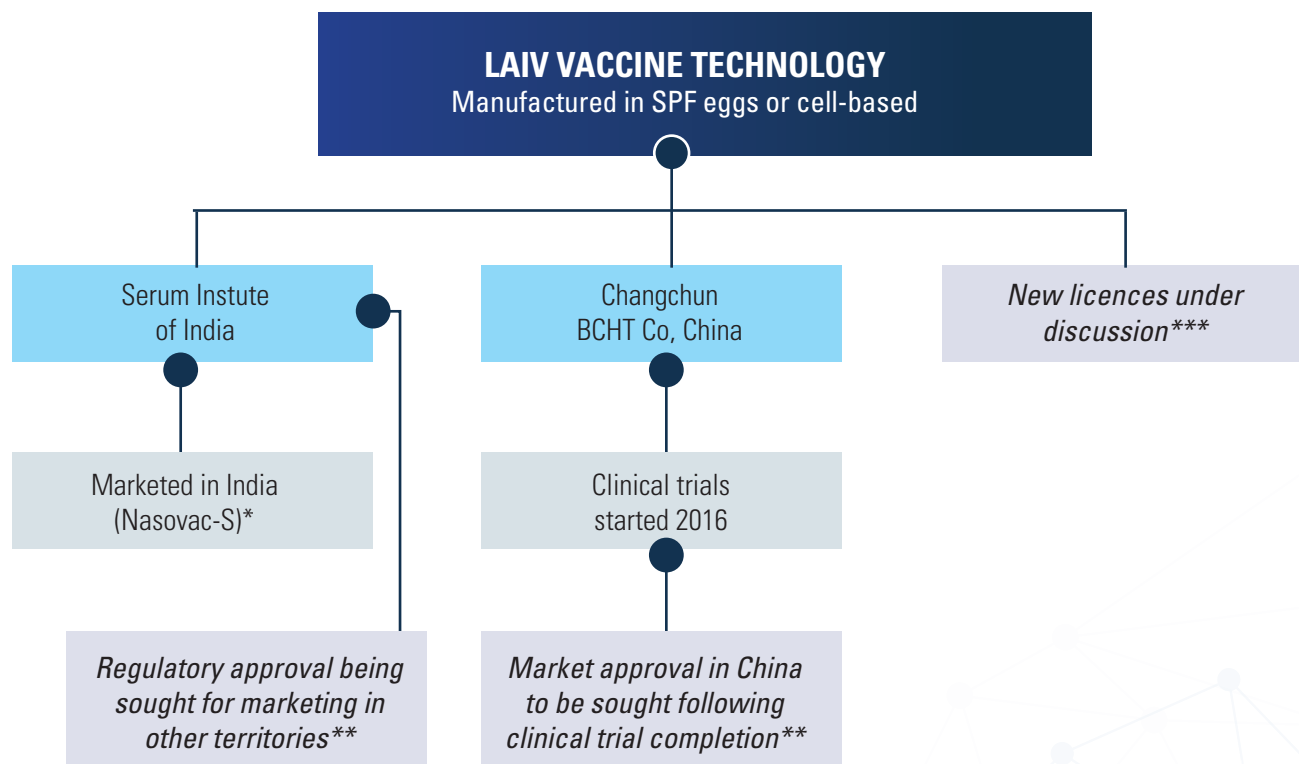 LAIV VACCINE TECHNOLOGY
Manufactured in SPF eggs or cell-based
Serum Instute
of India
Changchun
BCHT Co, China
New licences under
discussion***
Marketed in India
(Nasovac-S)*
Clinical trials
started 2016
Regulatory approval being
sought for marketing in
other territories**
Market approval in China
to be sought following
clinical trial completion**